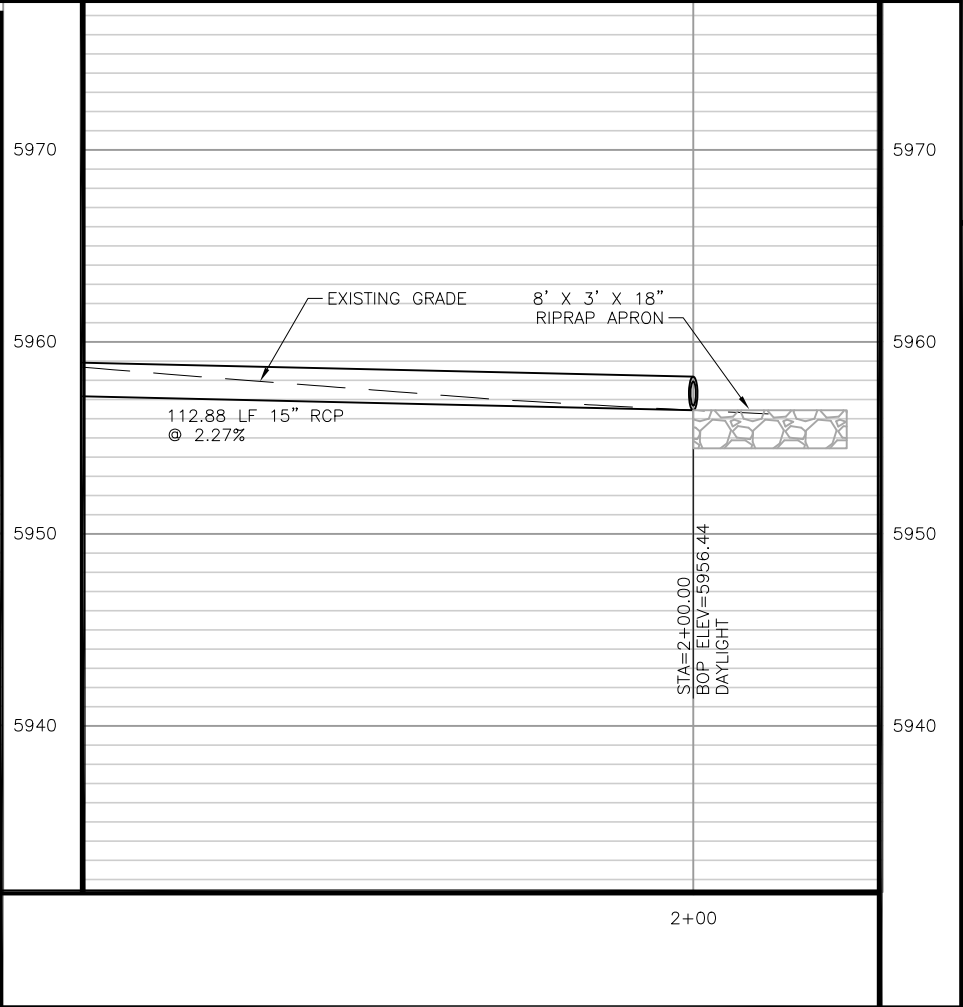 5970
5970
EXISTING GRADE
8' X 3' X 18"
RIPRAP APRON
5960
5960
112.88 LF 15" RCP
@ 2.27%
5950
5950
STA=2+00.00
BOP ELEV=5956.44
DAYLIGHT
5940
5940
2+00